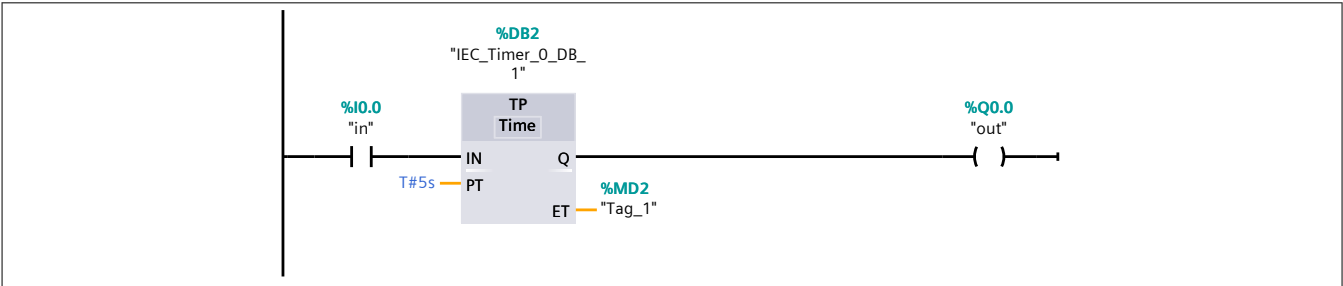 %DB2
"IEC_Timer_0_DB_
1"
TP
Time
%I0.0
"in"
%Q0.0
"out"
IN
Q
T#5s
PT
%MD2
ET
"Tag_1"